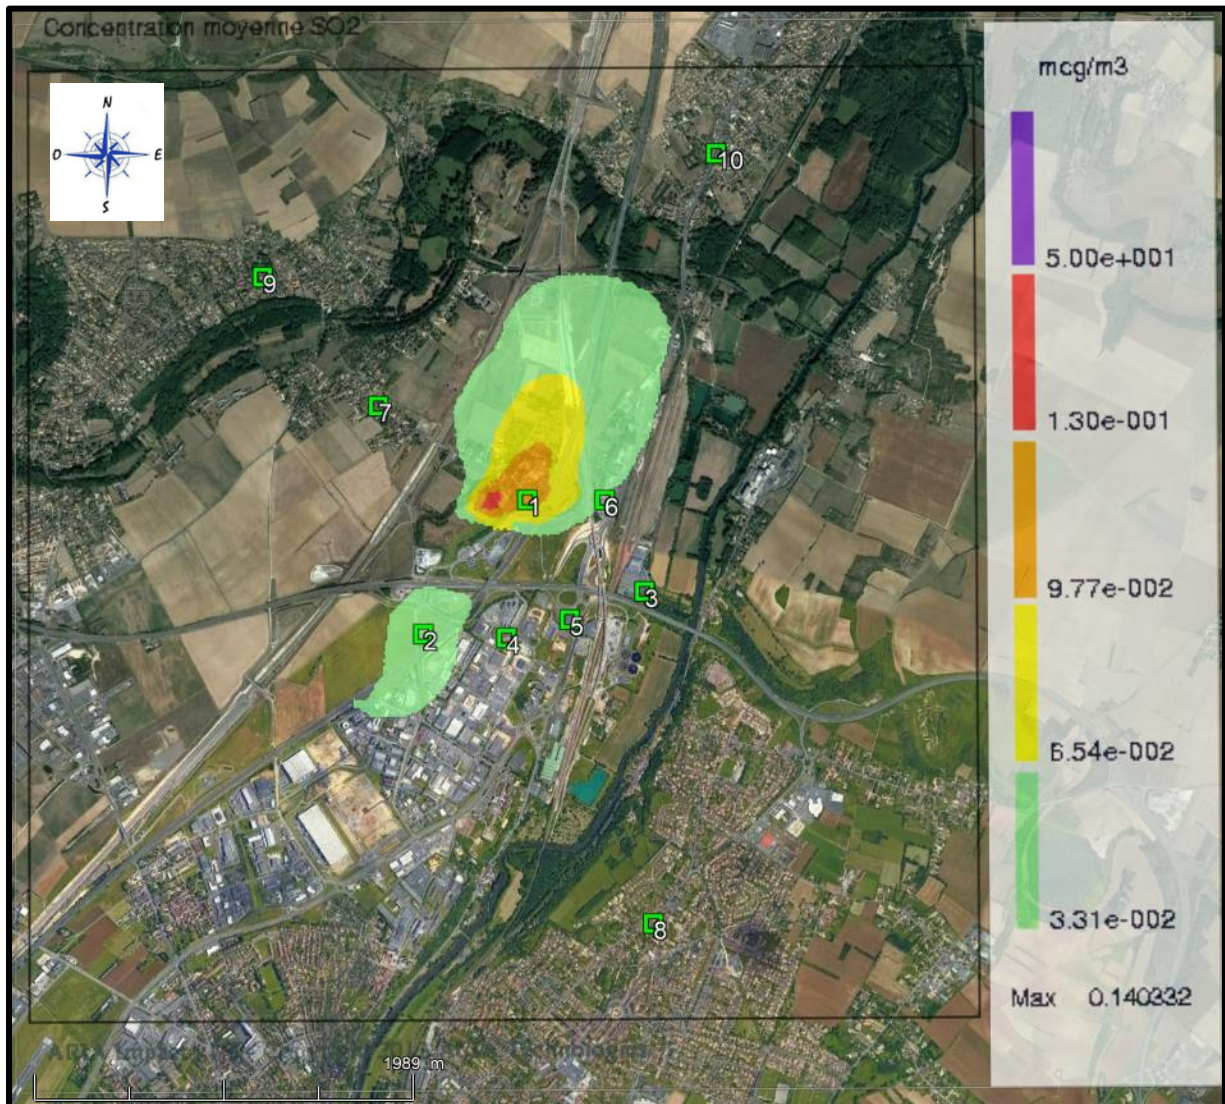 Concentration moyenne SO2
mcg/m3
N
O
E
S
10
5.00e+001
9
1.30e-001
7
1
6
9.77e-002
3
5
2
4
6.54e-002
3.31e-002
8
Max 0.140332
1989 m